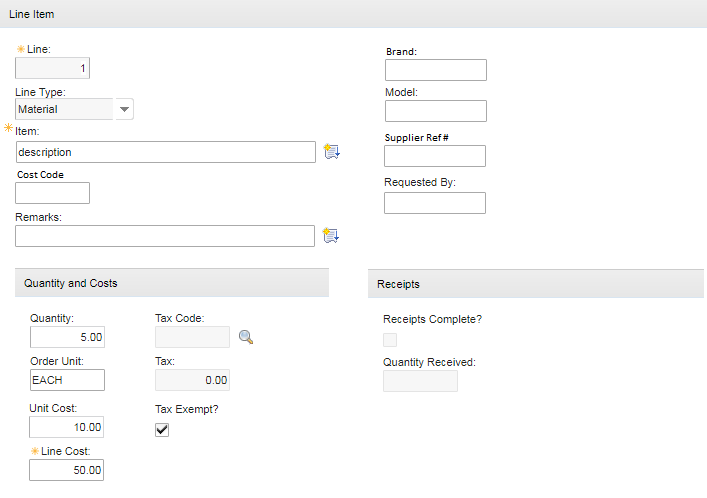 Line Item
Line:
1
Line Type:
Material
Item:
description
Cost Code
Remarks:
Brand:
Model:
Supplier Ref#
Requested By:
Quantity and Costs
Quantity:
5.00
Order Unit:
EACH
Unit Cost:
10.00
Line Cost:
50.00
Tax Code:
Tax:
0.00
Tax Exempt?
Receipts
Receipts Complete?
Quantity Received: